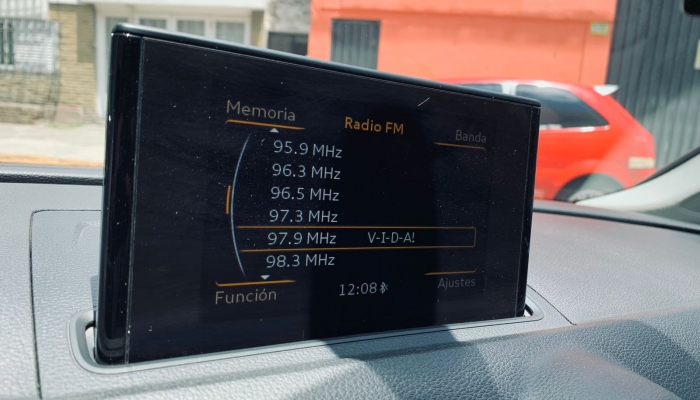 Memoria
Radio FM
Banda
95.9 MHz
96.3 MHz
96.5 MHz
97.3 MHz
97.9 MHz V-I-D-A!
98.3 MHz
Función
12:08
Ajustes